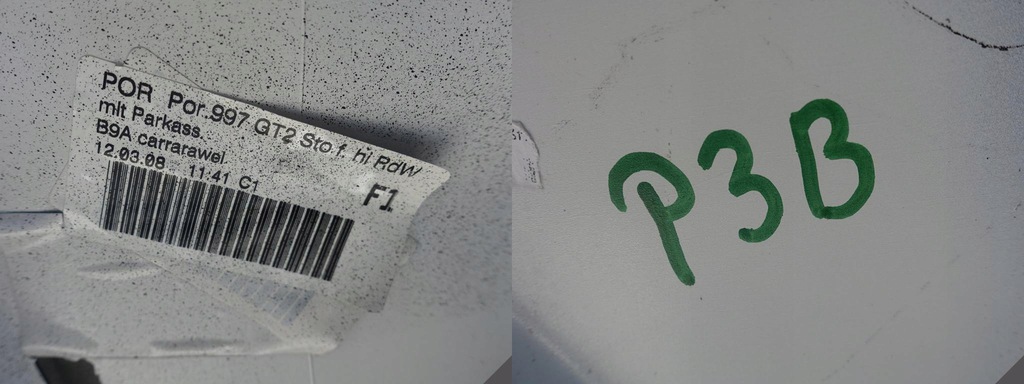 POR Por.997 GT2 Sto.f. hi RdW
mit Parkass.
B9A carrarawei.
12.03.08 11:41 C1
F1
P3B